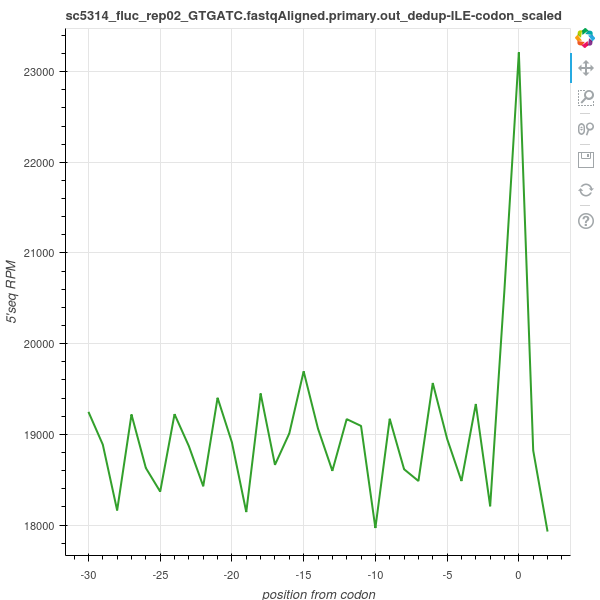 sc5314_fluc_rep02_GTGATC.fastqAligned.primary.out_dedup-ILE-codon_scaled
23000
22000
21000
20000
19000
18000
5'seq RPM
-30 -25 -20 -15 -10 -5 0
position from codon